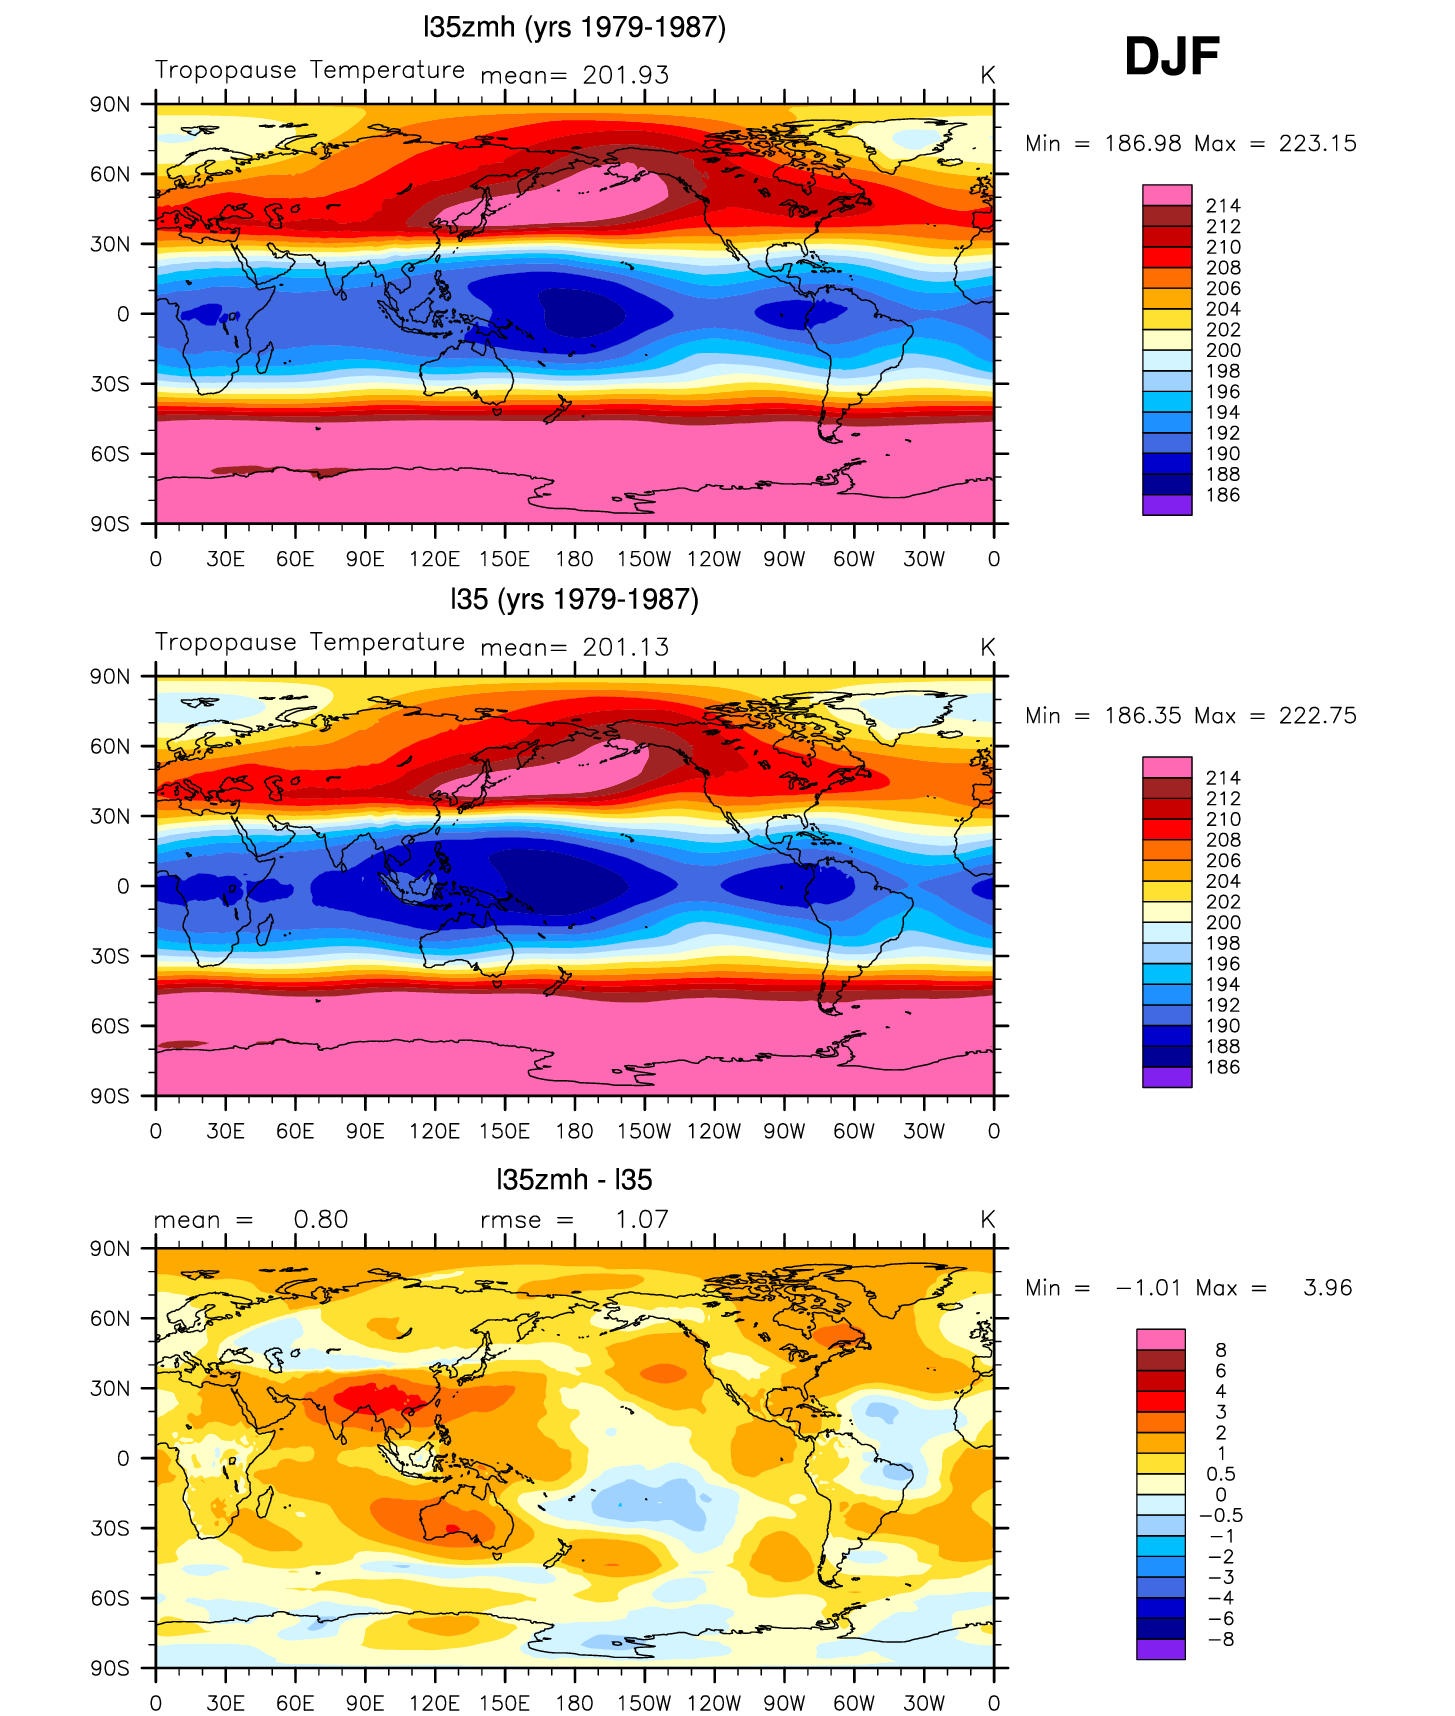 l35zmh (yrs 1979-1987)
DJF
Tropopause Temperature mean= 201.93 K
Min = 186.98 Max = 223.15
90N
60N
30N
0
30S
60S
90S
0 30E 60E 90E 120E 150E 180 150W 120W 90W 60W 30W 0
214
212
210
208
206
204
202
200
198
196
194
192
190
188
186
l35 (yrs 1979-1987)
Tropopause Temperature mean= 201.13 K
Min = 186.35 Max = 222.75
90N
60N
30N
0
30S
60S
90S
0 30E 60E 90E 120E 150E 180 150W 120W 90W 60W 30W 0
214
212
210
208
206
204
202
200
198
196
194
192
190
188
186
l35zmh - l35
mean = 0.80 rmse = 1.07 K
Min = −1.01 Max = 3.96
90N
60N
30N
0
30S
60S
90S
0 30E 60E 90E 120E 150E 180 150W 120W 90W 60W 30W 0
8
6
4
3
2
1
0.5
0
−0.5
−1
−2
−3
−4
−6
−8